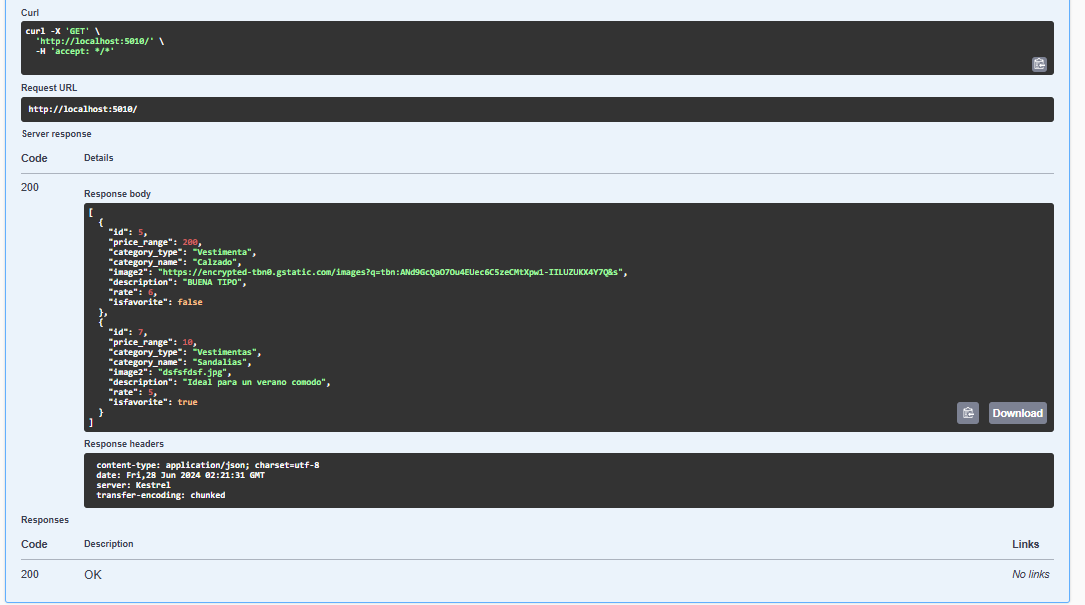 Curl
curl -X 'GET' \
  'http://localhost:5010/' \
  -H 'accept: */*'
Request URL
http://localhost:5010/
Server response
Code Details
200
Response body
[
  {
    "id": 5,
    "price_range": 200,
    "category_type": "Vestimenta",
    "category_name": "Calzado",
    "image2": "https://encrypted-tbn0.gstatic.com/images?q=tbn:ANd9GcQaO7Ou4EUec6C5zeCMtXpw1-IILUZUKX4Y7Q&s",
    "description": "BUENA TIPO",
    "rate": 6,
    "isfavorite": false
  },
  {
    "id": 7,
    "price_range": 10,
    "category_type": "Vestimentas",
    "category_name": "Sandalias",
    "image2": "dsfsfdsf.jpg",
    "description": "Ideal para un verano comodo",
    "rate": 5,
    "isfavorite": true
  }
]
Download
Response headers
content-type: application/json; charset=utf-8
date: Fri,28 Jun 2024 02:21:31 GMT
server: Kestrel
transfer-encoding: chunked
Responses
Code Description Links
200 OK No links